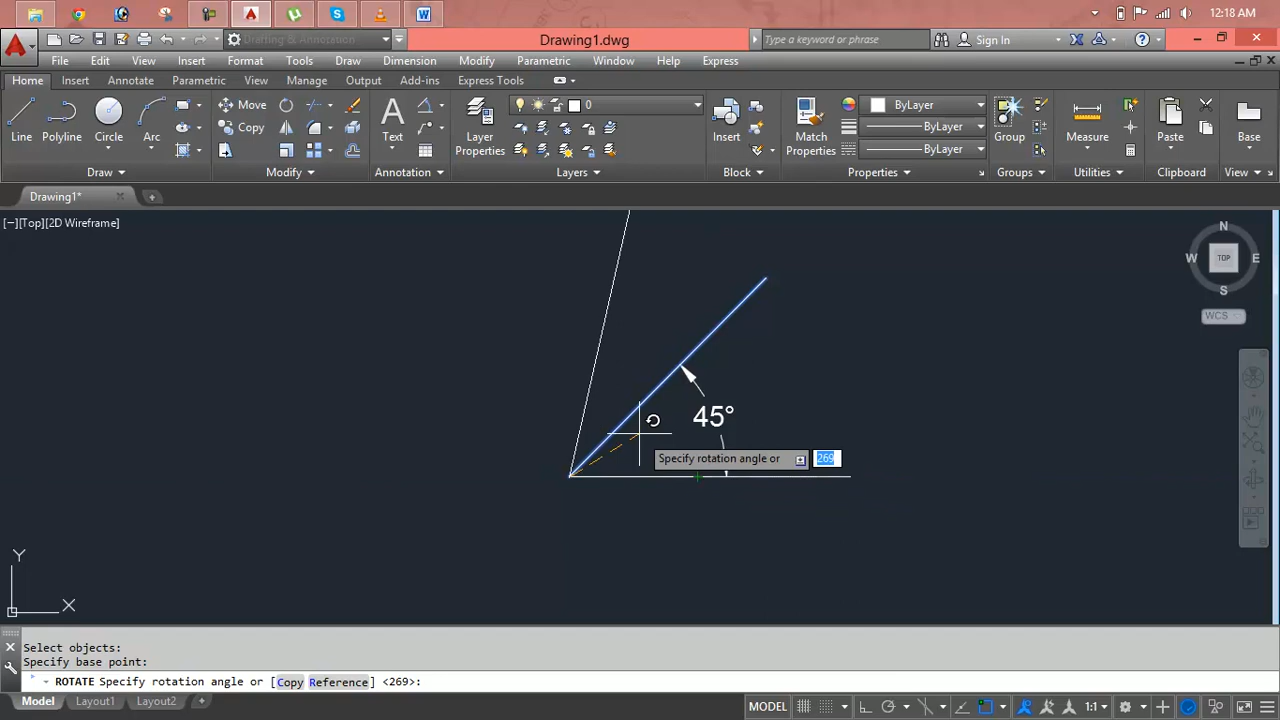 12:18 AM
Drafting & Annotation
Drawing1.dwg
Type a keyword or phrase
Sign In
File Edit View Insert Format Tools Draw Dimension Modify Parametric Window Help Express
Home Insert Annotate Parametric View Manage Output Add-ins Express Tools
Move
Copy
0
ByLayer
ByLayer
ByLayer
Line Polyline Circle Arc Text Layer Properties Insert Match Properties Group Measure Paste Base
Draw Modify Annotation Layers Block Properties Groups Utilities Clipboard View
Drawing1*
[−][Top][2D Wireframe]
N
W TOP E
S
WCS
45°
Specify rotation angle or 269
Y
X
Select objects:
Specify base point:
ROTATE Specify rotation angle or [Copy Reference] <269>:
Model Layout1 Layout2 MODEL 1:1